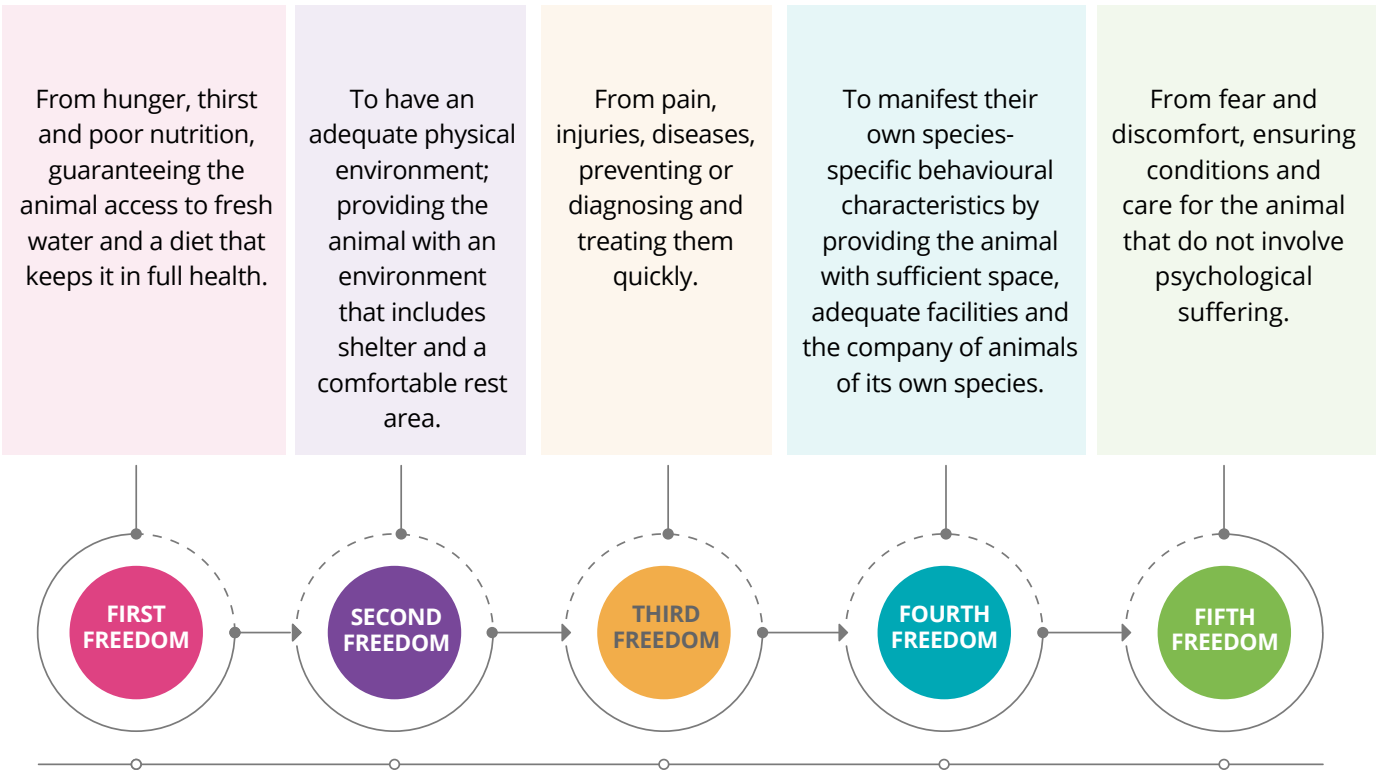 From hunger, thirst
and poor nutrition,
guaranteeing the
animal access to fresh
water and a diet that
keeps it in full health.
To have an
adequate physical
environment;
providing the
animal with an
environment
that includes
shelter and a
comfortable rest
area.
From pain,
injuries, diseases,
preventing or
diagnosing and
treating them
quickly.
To manifest their
own species-
specific behavioural
characteristics by
providing the animal
with sufficient space,
adequate facilities and
the company of animals
of its own species.
From fear and
discomfort, ensuring
conditions and
care for the animal
that do not involve
psychological
suffering.
FIRST
FREEDOM
SECOND
FREEDOM
THIRD
FREEDOM
FOURTH
FREEDOM
FIFTH
FREEDOM